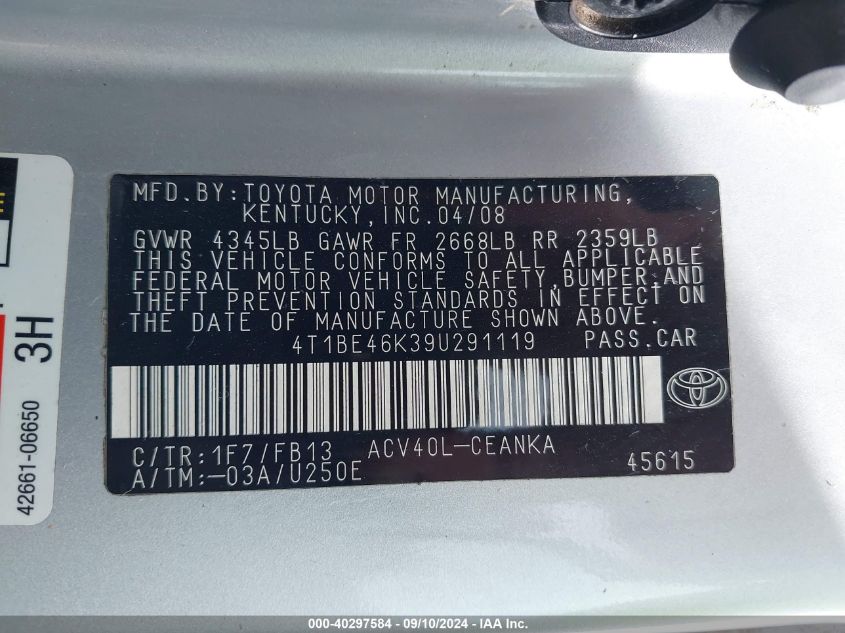 MFD.BY:TOYOTA MOTOR MANUFACTURING,
KENTUCKY,INC.04/08
GVWR 4345LB GAWR FR 2668LB RR 2359LB
THIS VEHICLE CONFORMS TO ALL APPLICABLE
FEDERAL MOTOR VEHICLE SAFETY,BUMPER,AND
THEFT PREVENTION STANDARDS IN EFFECT ON
THE DATE OF MANUFACTURE SHOWN ABOVE.
4T1BE46K39U291119 PASS.CAR
C/TR:1F7/FB13 ACV40L-CEANKA
A/TM:-03A/U250E 45615
3H
42661-06650
000-40297584 - 09/10/2024 - IAA Inc.